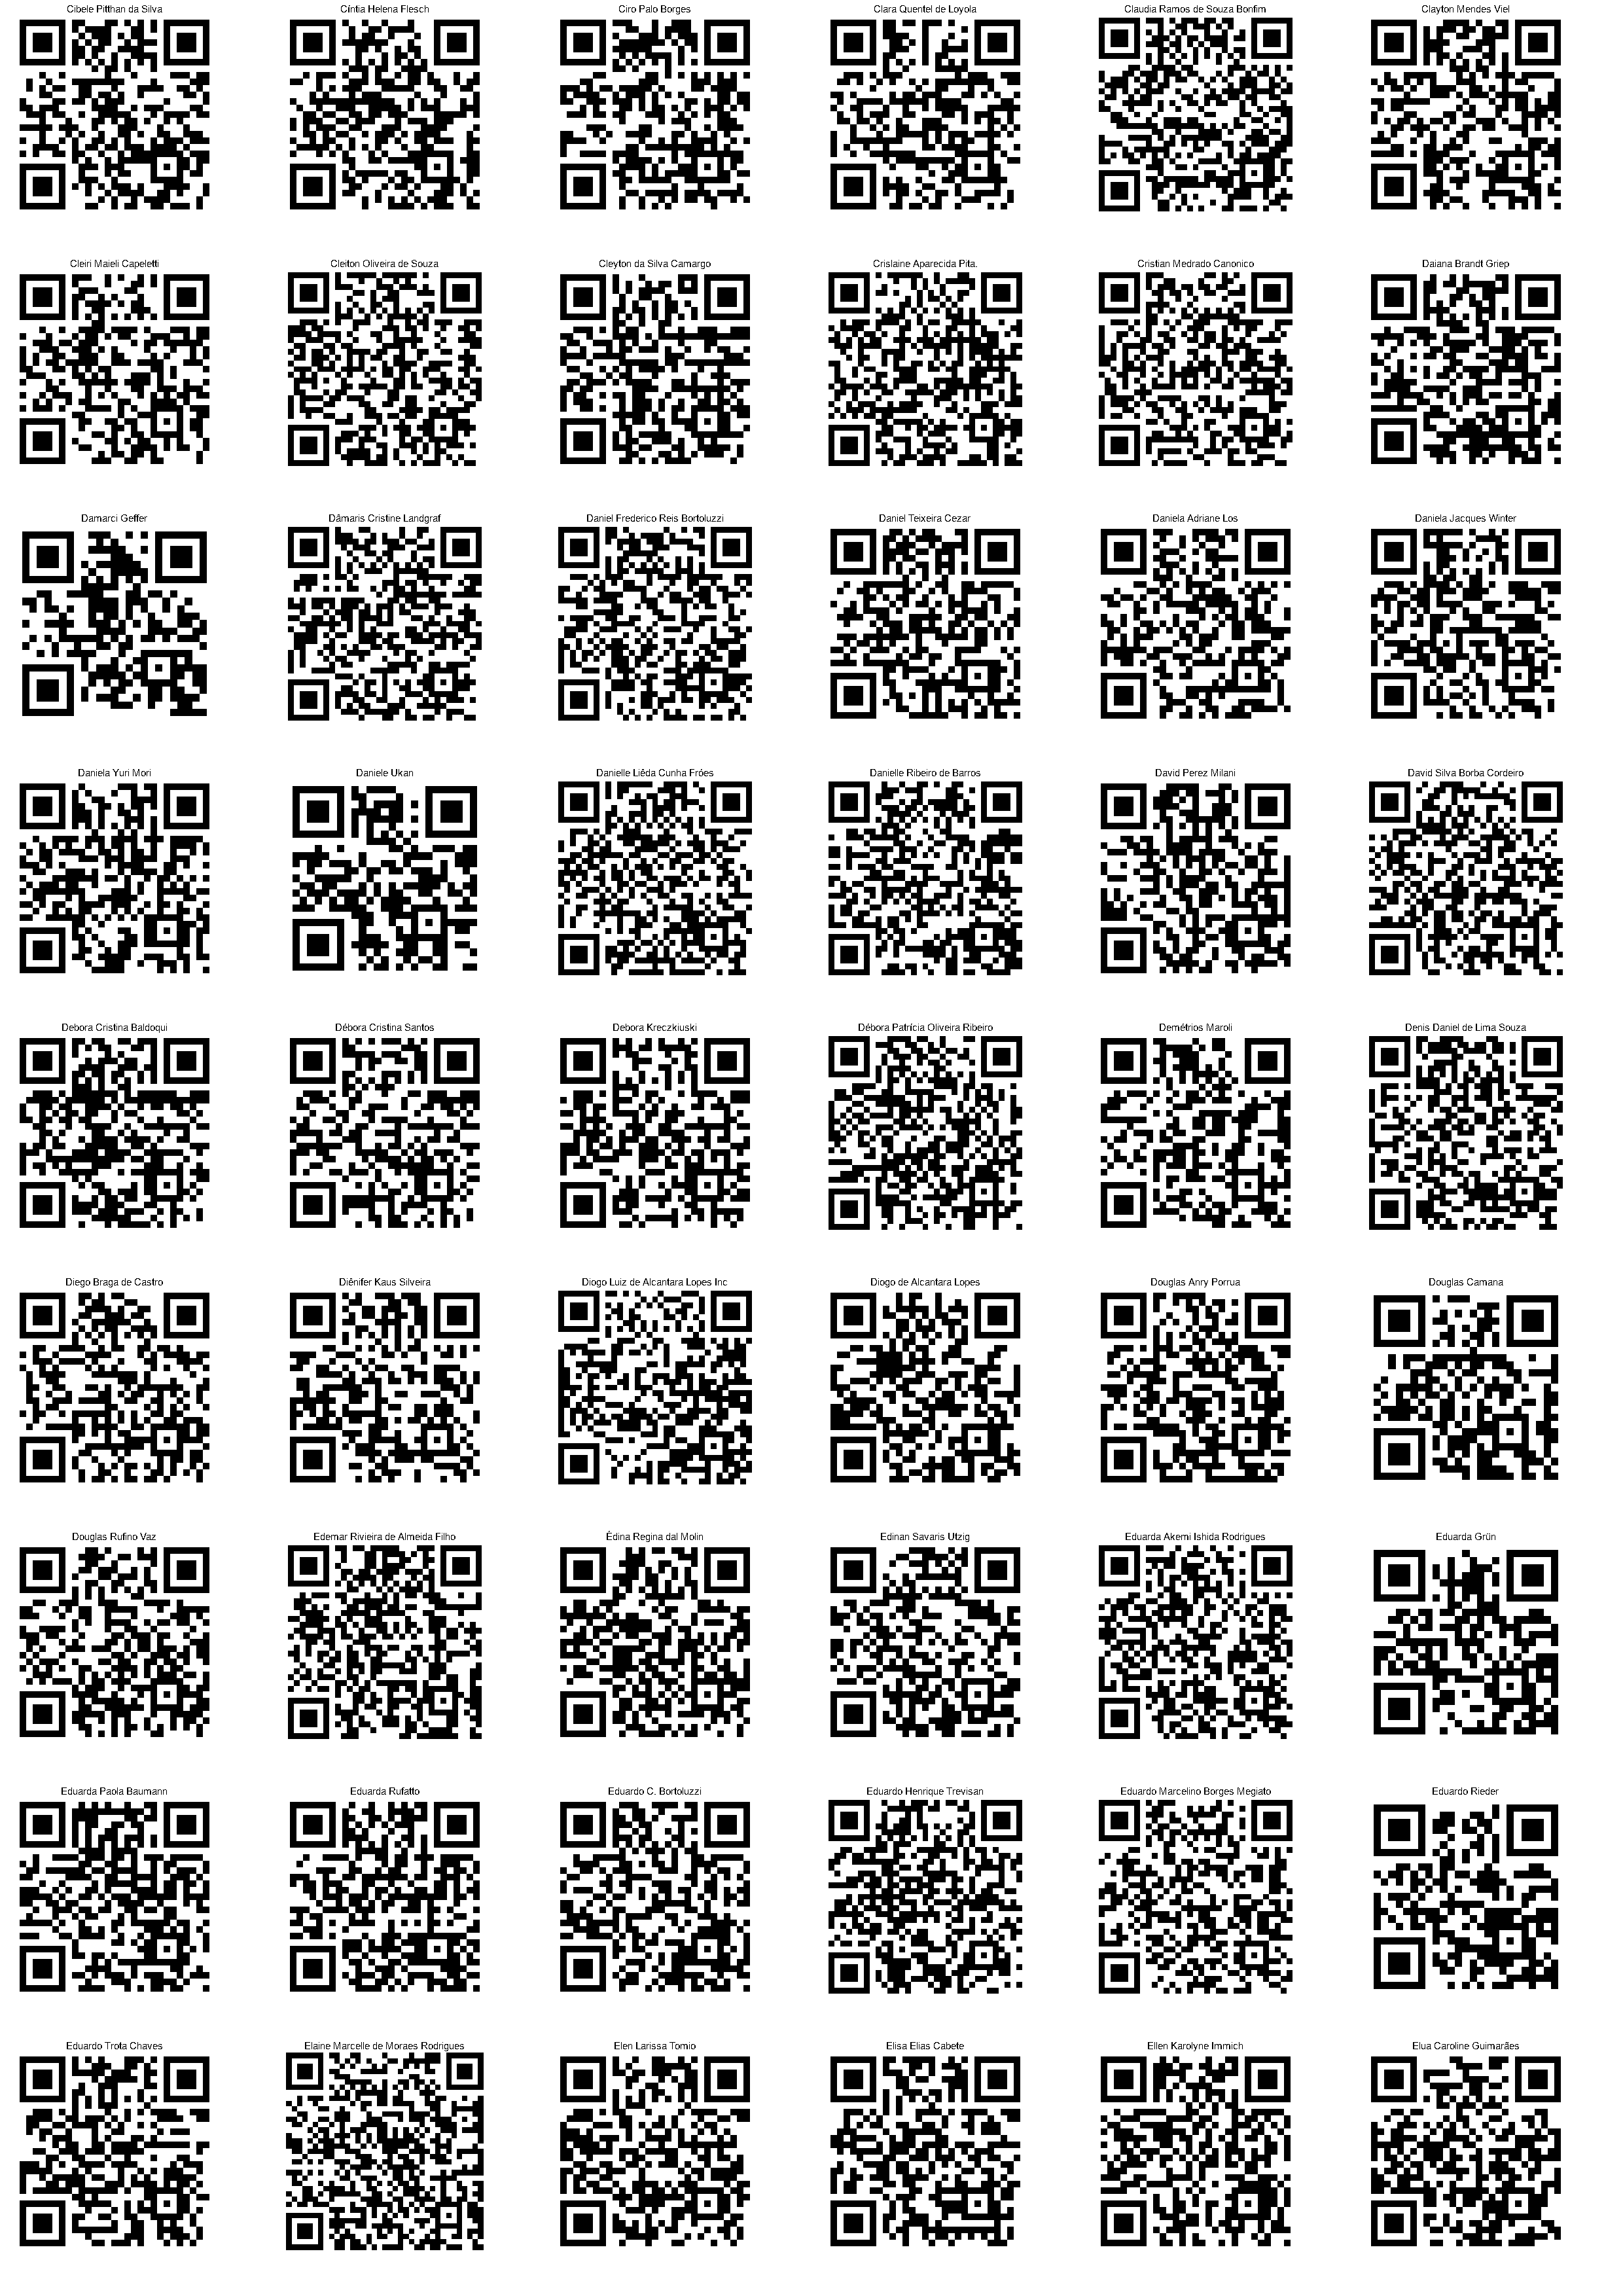 Cibele Pitthan da Silva
Cíntia Helena Flesch
Ciro Palo Borges
Clara Quentel de Loyola
Claudia Ramos de Souza Bonfim
Clayton Mendes Viel
Cleiri Maieli Capeletti
Cleiton Oliveira de Souza
Cleyton da Silva Camargo
Crislaine Aparecida Pita.
Cristian Medrado Canonico
Daiana Brandt Griep
Damarci Geffer
Dâmaris Cristine Landgraf
Daniel Frederico Reis Bortoluzzi
Daniel Teixeira Cezar
Daniela Adriane Los
Daniela Jacques Winter
Daniela Yuri Mori
Daniele Ukan
Danielle Liêda Cunha Fróes
Danielle Ribeiro de Barros
David Perez Milani
David Silva Borba Cordeiro
Debora Cristina Baldoqui
Débora Cristina Santos
Debora Kreczkiuski
Débora Patrícia Oliveira Ribeiro
Demétrios Maroli
Denis Daniel de Lima Souza
Diego Braga de Castro
Diênifer Kaus Silveira
Diogo Luiz de Alcantara Lopes Inc
Diogo de Alcantara Lopes
Douglas Anry Porrua
Douglas Camana
Douglas Rufino Vaz
Edemar Rivieira de Almeida Filho
Édina Regina dal Molin
Edinan Savaris Utzig
Eduarda Akemi Ishida Rodrigues
Eduarda Grün
Eduarda Paola Baumann
Eduarda Rufatto
Eduardo C. Bortoluzzi
Eduardo Henrique Trevisan
Eduardo Marcelino Borges Megiato
Eduardo Rieder
Eduardo Trota Chaves
Elaine Marcelle de Moraes Rodrigues
Elen Larissa Tomio
Elisa Elias Cabete
Ellen Karolyne Immich
Elua Caroline Guimarães